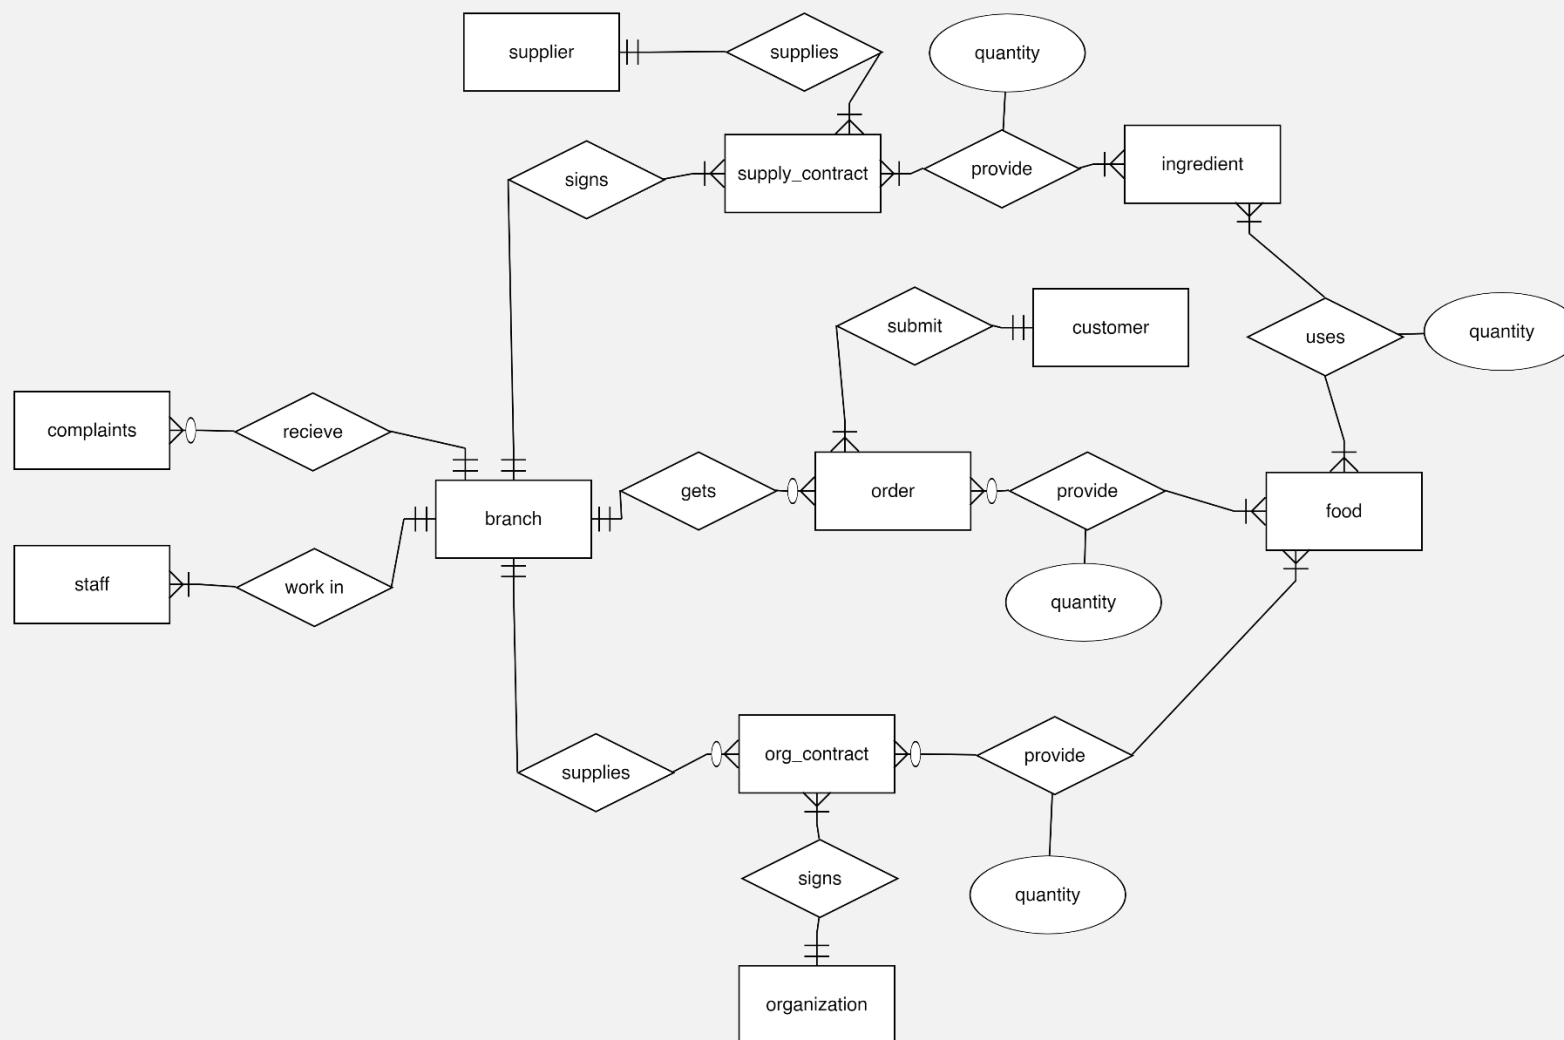 supplier
supplies
quantity
signs
supply_contract
provide
ingredient
submit
customer
uses
quantity
complaints
recieve
branch
gets
order
provide
food
staff
work in
quantity
supplies
org_contract
provide
signs
quantity
organization